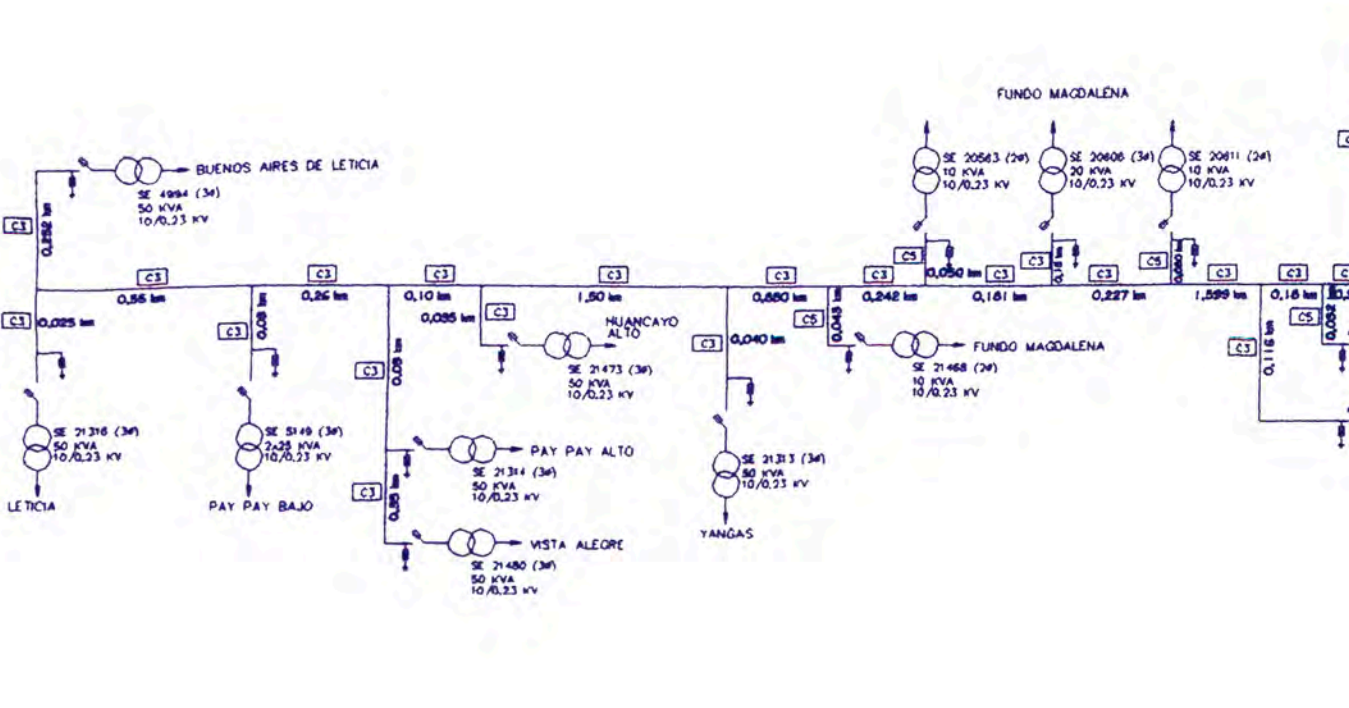 FUNDO MAGDALENA
BUENOS AIRES DE LETICIA
SE 4994 (3ø)
50 KVA
10/0.23 KV
SE 20563 (2ø)
10 KVA
10/0.23 KV
SE 20608 (3ø)
20 KVA
10/0.23 KV
SE 20611 (2ø)
10 KVA
10/0.23 KV
C3
0,252 km
C5
0,050 km
C3
0,15 km
C5
0,080 km
C3
0,55 km
C3
0,26 km
C3
0,10 km
C3
1,50 km
C3
0,880 km
C3
0,242 km
C3
0,161 km
C3
0,227 km
C3
1,599 km
C3
0,16 km
C3
0,025 km
C3
0,08 km
C3
0,05 km
0,095 km
C3
C3
0,040 km
C5
0,043 km
C3
0,116 km
C5
0,052
HUANCAYO
ALTO
SE 21473 (3ø)
50 KVA
10/0.23 KV
FUNDO MAGDALENA
SE 21468 (2ø)
10 KVA
10/0.23 KV
SE 21316 (3ø)
50 KVA
10/0.23 KV
LETICIA
SE 5149 (3ø)
2x25 KVA
10/0.23 KV
PAY PAY BAJO
PAY PAY ALTO
SE 21314 (3ø)
50 KVA
10/0.23 KV
C3
VISTA ALEGRE
SE 21480 (3ø)
50 KVA
10/0.23 KV
SE 21313 (3ø)
50 KVA
10/0.23 KV
YANGAS